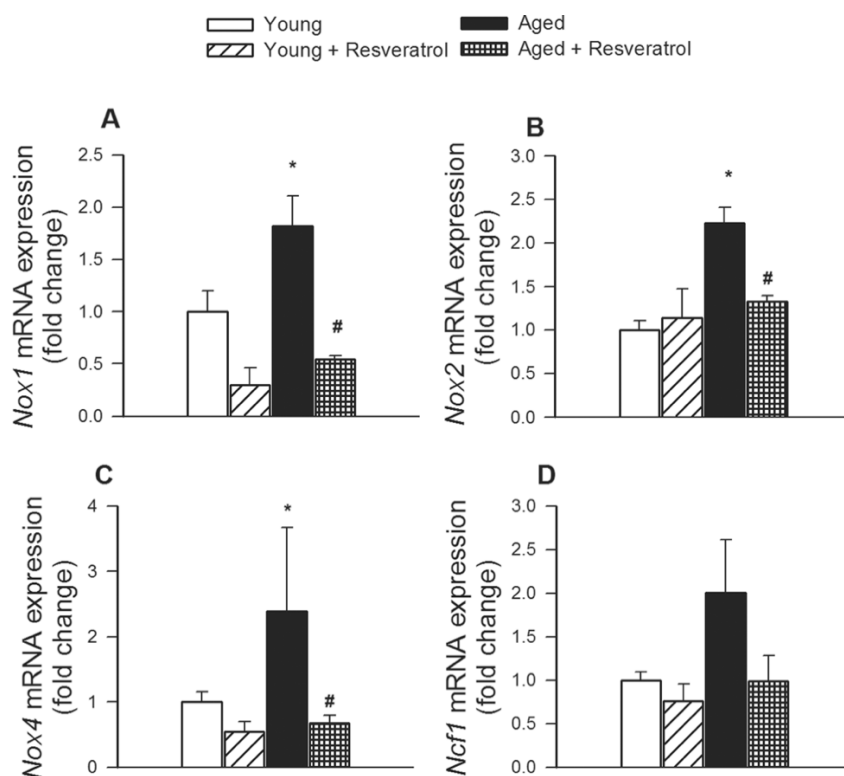 Young
Aged
Young + Resveratrol
Aged + Resveratrol
A
Nox1 mRNA expression
(fold change)
2.5
2.0
1.5
1.0
0.5
0.0
*
#
B
Nox2 mRNA expression
(fold change)
3.0
2.5
2.0
1.5
1.0
0.5
0.0
*
#
C
Nox4 mRNA expression
(fold change)
4
3
2
1
0
*
#
D
Ncf1 mRNA expression
(fold change)
3.0
2.5
2.0
1.5
1.0
0.5
0.0